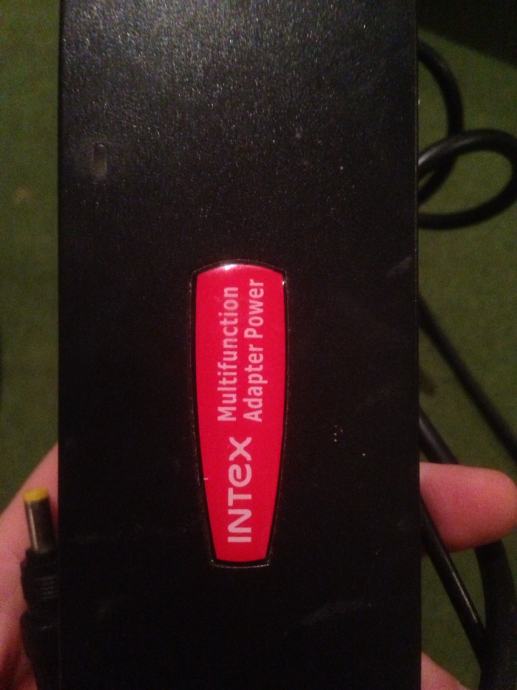 INTEX
Multifunction
Adapter Power